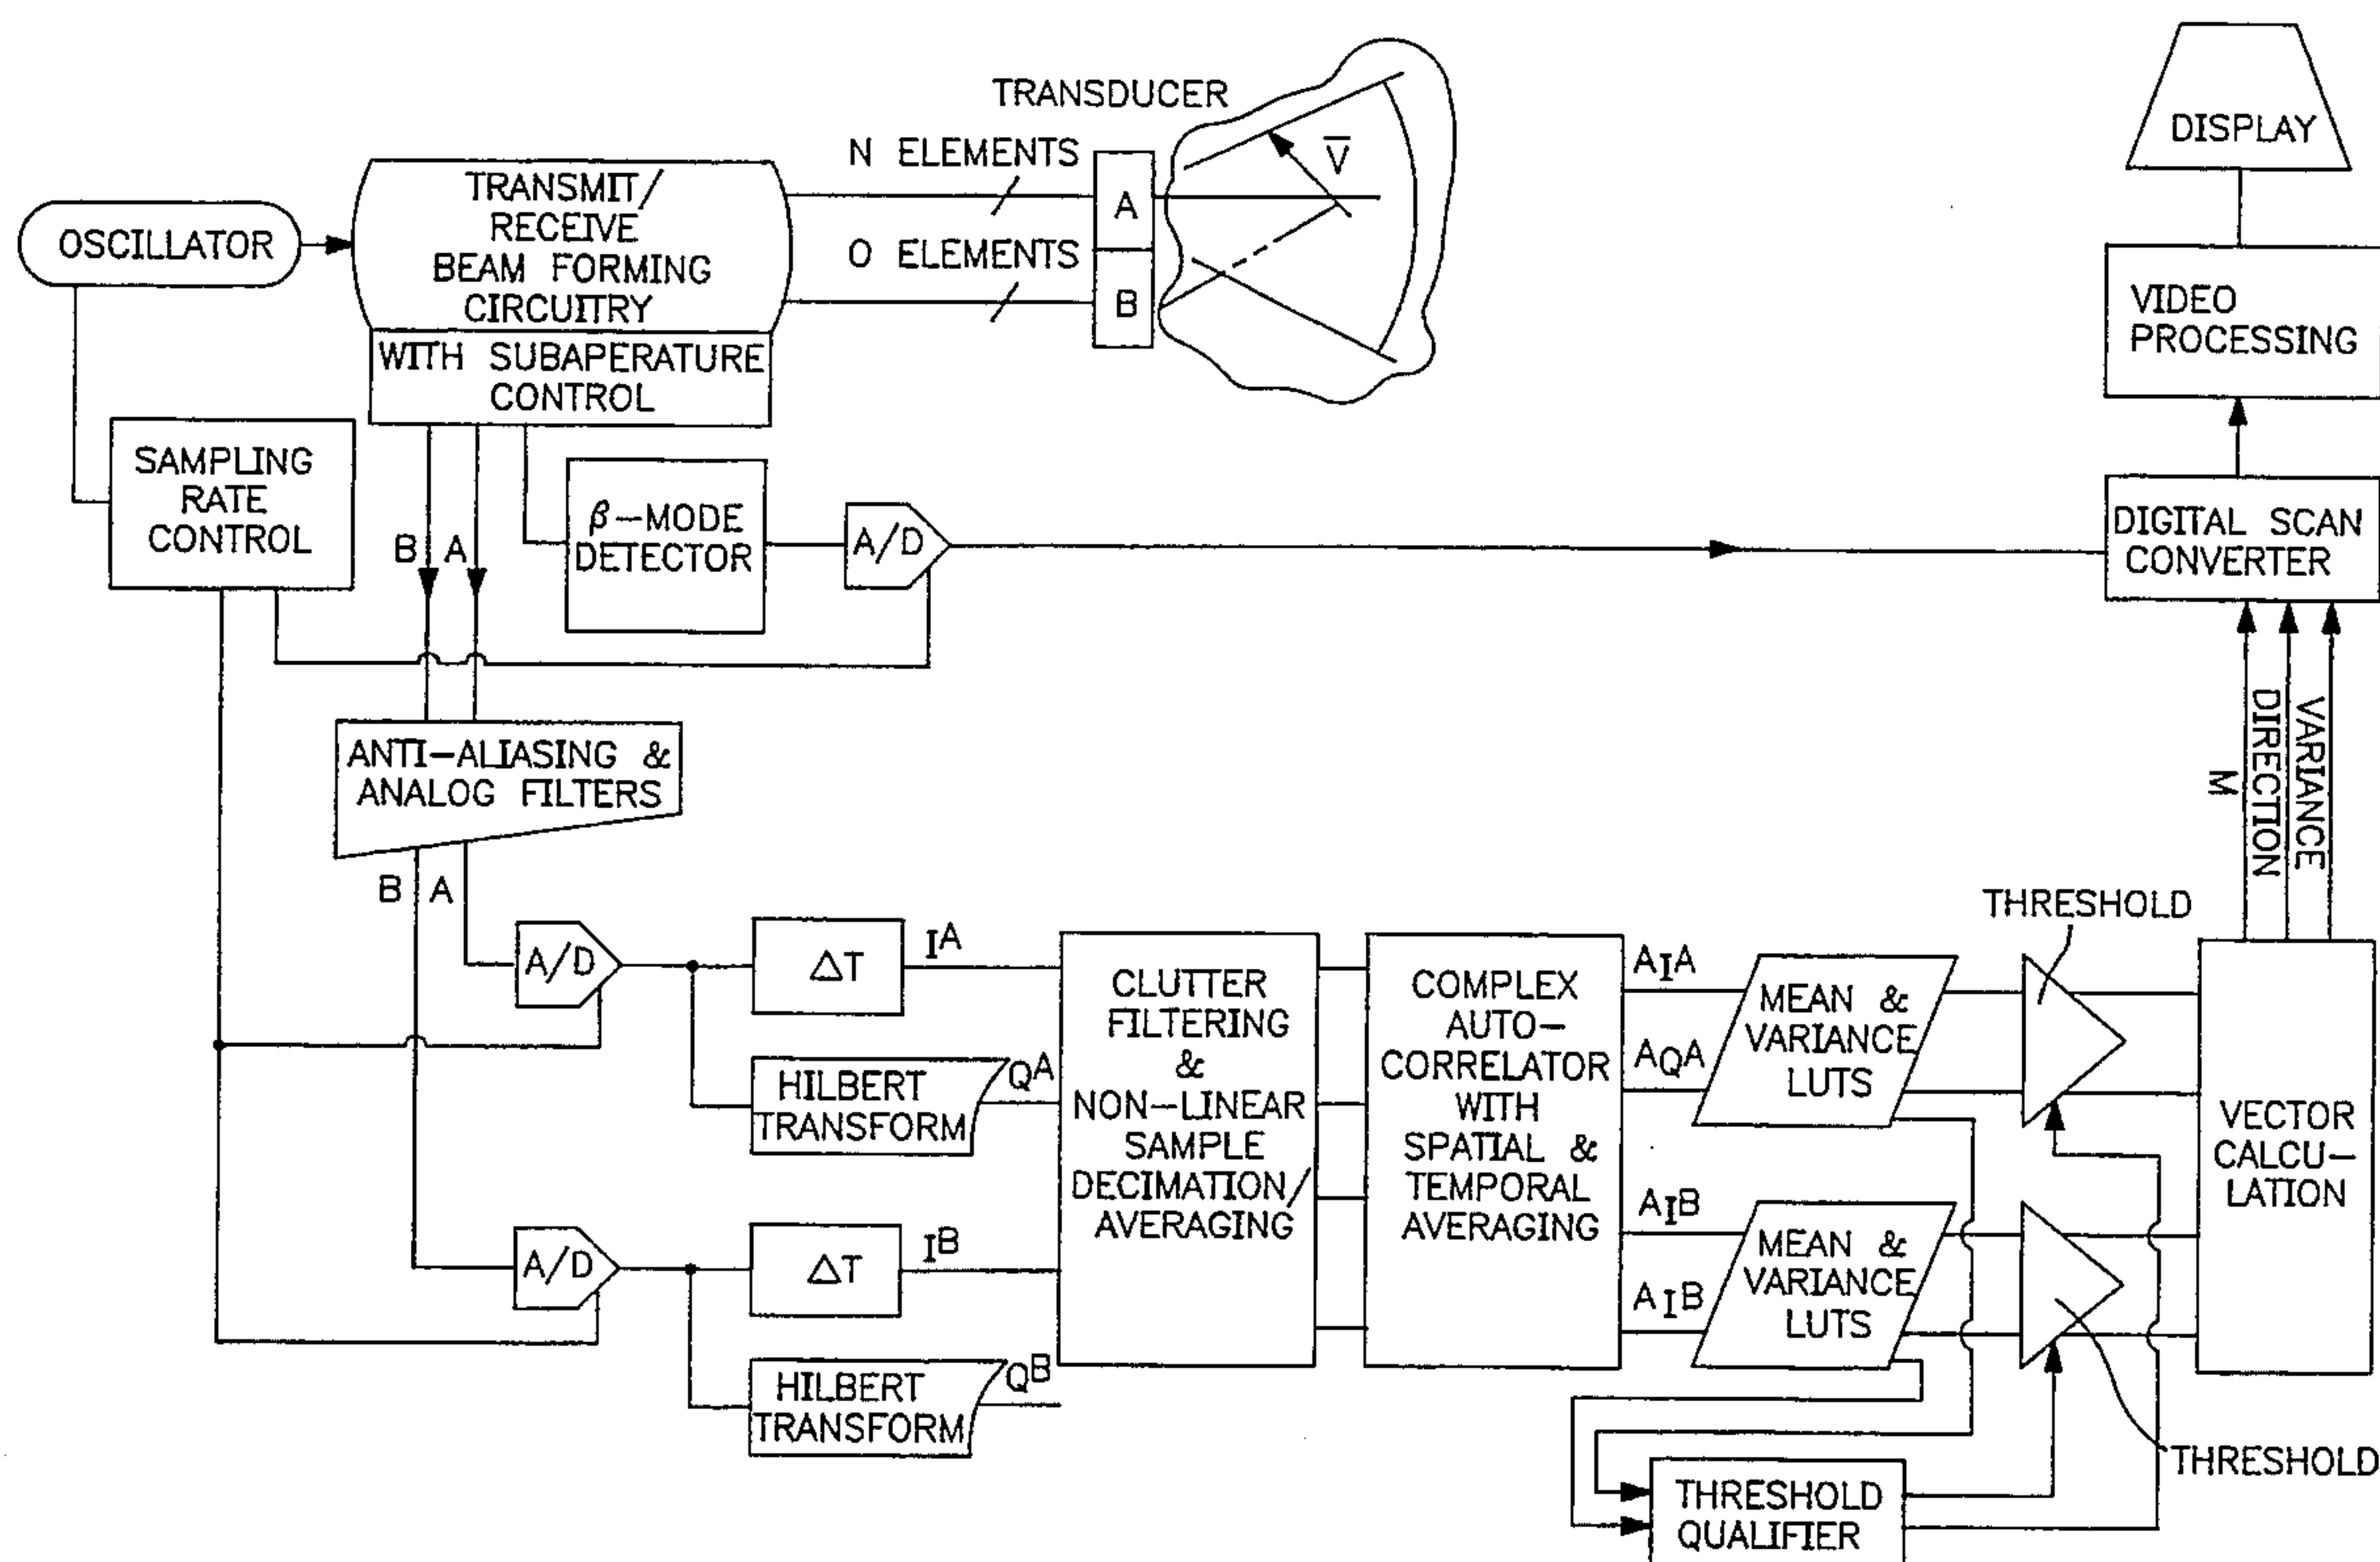 TRANSDUCER
N ELEMENTS
O ELEMENTS
A
B
V̅
DISPLAY
OSCILLATOR
TRANSMIT/
RECEIVE
BEAM FORMING
CIRCUITRY
WITH SUBAPERATURE
CONTROL
VIDEO
PROCESSING
SAMPLING
RATE
CONTROL
B
A
β-MODE
DETECTOR
A/D
DIGITAL SCAN
CONVERTER
M
DIRECTION
VARIANCE
ANTI-ALIASING &
ANALOG FILTERS
B
A
THRESHOLD
A/D
ΔT
IA
HILBERT
TRANSFORM
QA
A/D
ΔT
IB
HILBERT
TRANSFORM
QB
CLUTTER
FILTERING
&
NON-LINEAR
SAMPLE
DECIMATION/
AVERAGING
COMPLEX
AUTO-
CORRELATOR
WITH
SPATIAL &
TEMPORAL
AVERAGING
AIA
AQA
AIB
AIB
MEAN &
VARIANCE
LUTS
MEAN &
VARIANCE
LUTS
VECTOR
CALCU-
LATION
THRESHOLD
THRESHOLD
QUALIFIER